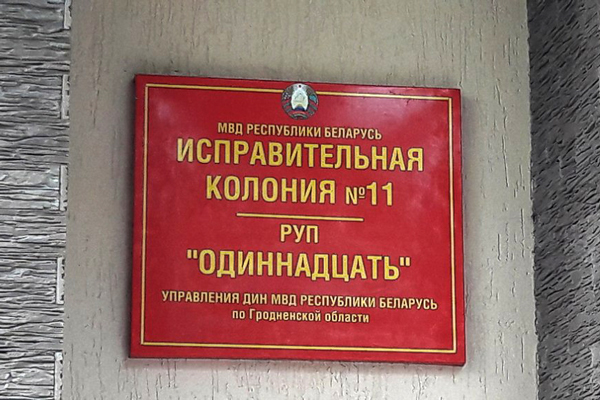 МВД РЕСПУБЛИКИ БЕЛАРУСЬ
ИСПРАВИТЕЛЬНАЯ
КОЛОНИЯ №11
РУП
"ОДИННАДЦАТЬ"
УПРАВЛЕНИЯ ДИН МВД РЕСПУБЛИКИ БЕЛАРУСЬ
по Гродненской области